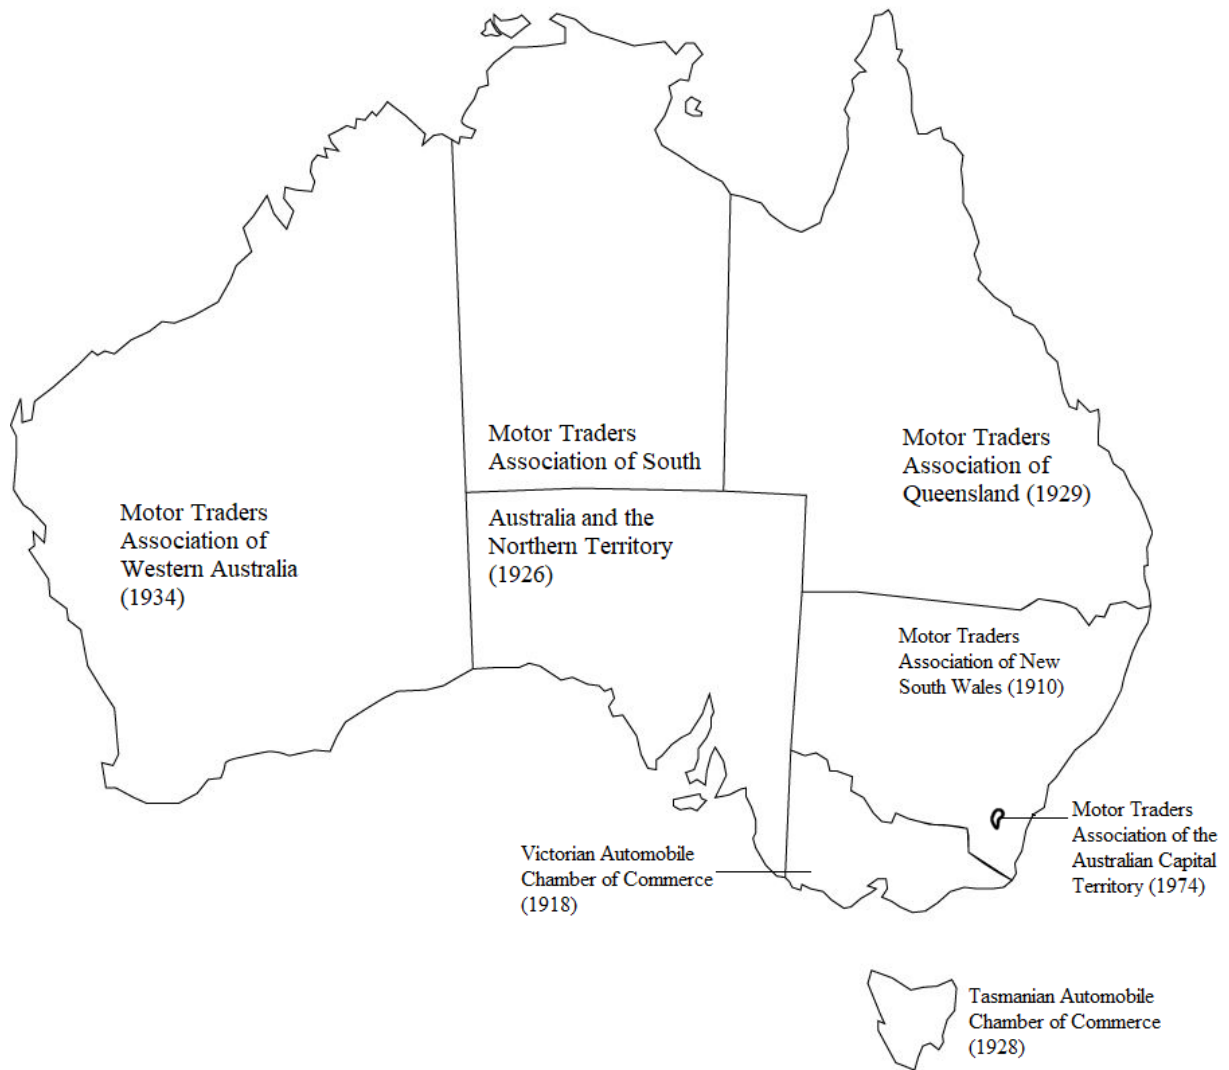 Motor Traders
Association of South
Australia and the
Northern Territory
(1926)
Motor Traders
Association of
Queensland (1929)
Motor Traders
Association of
Western Australia
(1934)
Motor Traders
Association of New
South Wales (1910)
Motor Traders
Association of the
Australian Capital
Territory (1974)
Victorian Automobile
Chamber of Commerce
(1918)
Tasmanian Automobile
Chamber of Commerce
(1928)